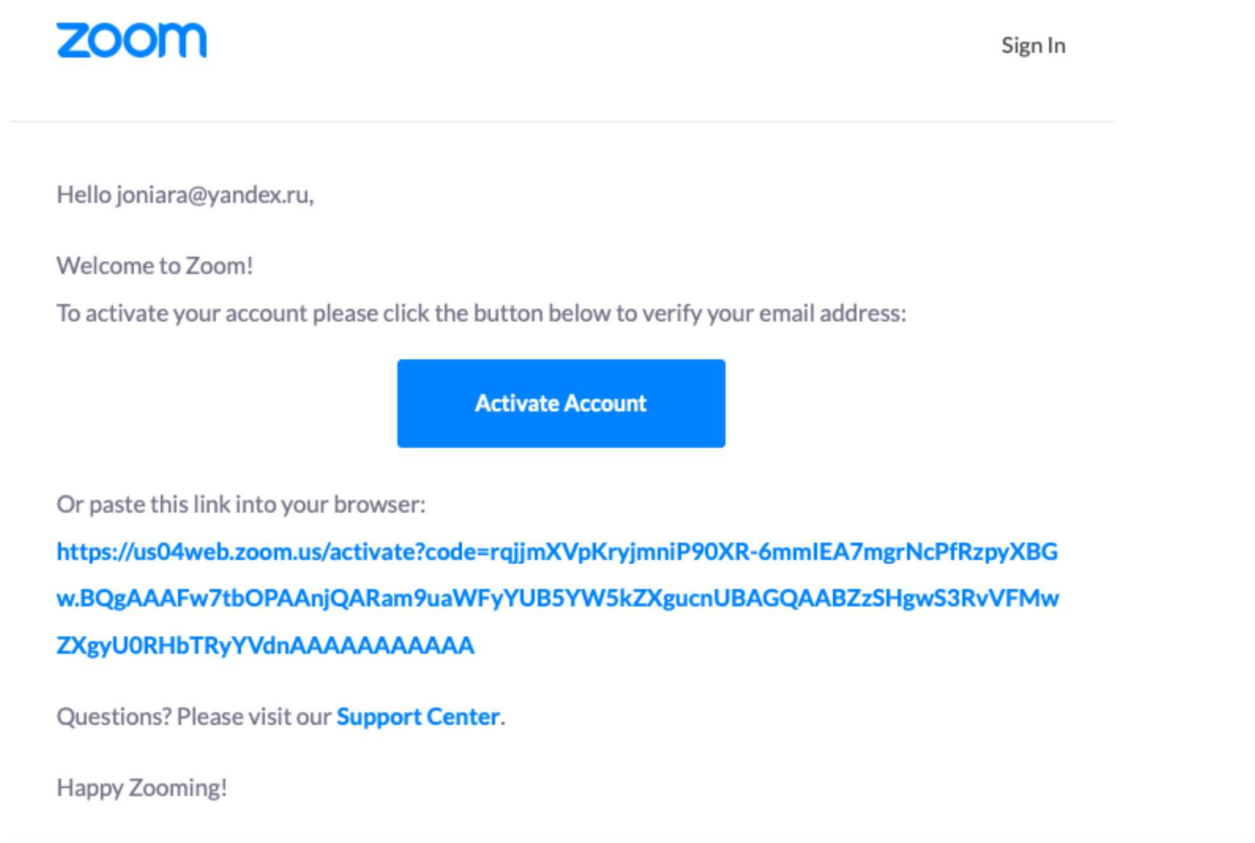 zoom
Sign In
Hello joniara@yandex.ru,
Welcome to Zoom!
To activate your account please click the button below to verify your email address:
Activate Account
Or paste this link into your browser:
https://us04web.zoom.us/activate?code=rqjjmXVpKryjmniP90XR-6mmIEA7mgrNcPfRzpyXBG
w.BQgAAAFw7tbOPAAnjQARam9uaWFyYUB5YW5kZXgucnUBAGQAABZzSHgwS3RvVFMw
ZXgyU0RHbTRyYVdnAAAAAAAAAAA
Questions? Please visit our Support Center.
Happy Zooming!